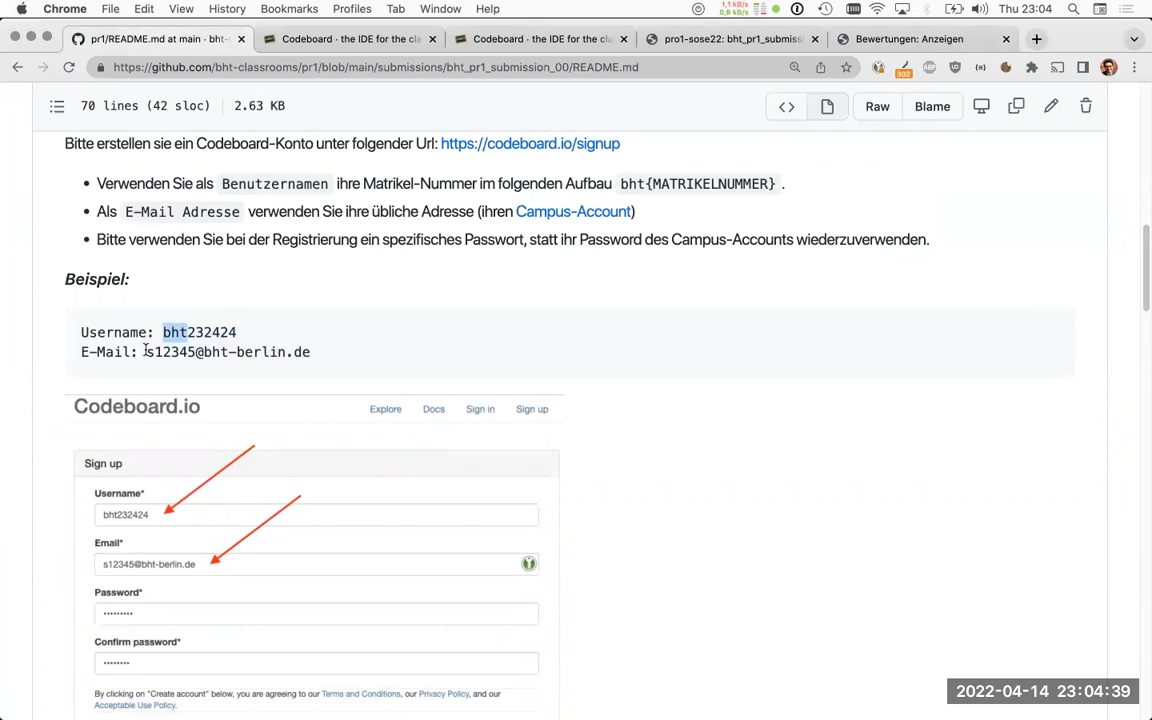 Chrome File Edit View History Bookmarks Profiles Tab Window Help 1,1 kB/s 0,6 kB/s Thu 23:04
pr1/README.md at main · bht- Codeboard · the IDE for the cla Codeboard · the IDE for the cla pro1-sose22: bht_pr1_submiss Bewertungen: Anzeigen
https://github.com/bht-classrooms/pr1/blob/main/submissions/bht_pr1_submission_00/README.md 302 ABP
70 lines (42 sloc) 2.63 KB Raw Blame
Bitte erstellen sie ein Codeboard-Konto unter folgender Url: https://codeboard.io/signup
• Verwenden Sie als Benutzernamen ihre Matrikel-Nummer im folgenden Aufbau bht{MATRIKELNUMMER} .
• Als E-Mail Adresse verwenden Sie ihre übliche Adresse (ihren Campus-Account)
• Bitte verwenden Sie bei der Registrierung ein spezifisches Passwort, statt ihr Password des Campus-Accounts wiederzuverwenden.
Beispiel:
Username: bht232424
E-Mail: s12345@bht-berlin.de
Codeboard.io Explore Docs Sign in Sign up
Sign up
Username*
bht232424
Email*
s12345@bht-berlin.de
Password*
Confirm password*
By clicking on "Create account" below, you are agreeing to our Terms and Conditions, our Privacy Policy, and our
Acceptable Use Policy.
2022-04-14 23:04:39